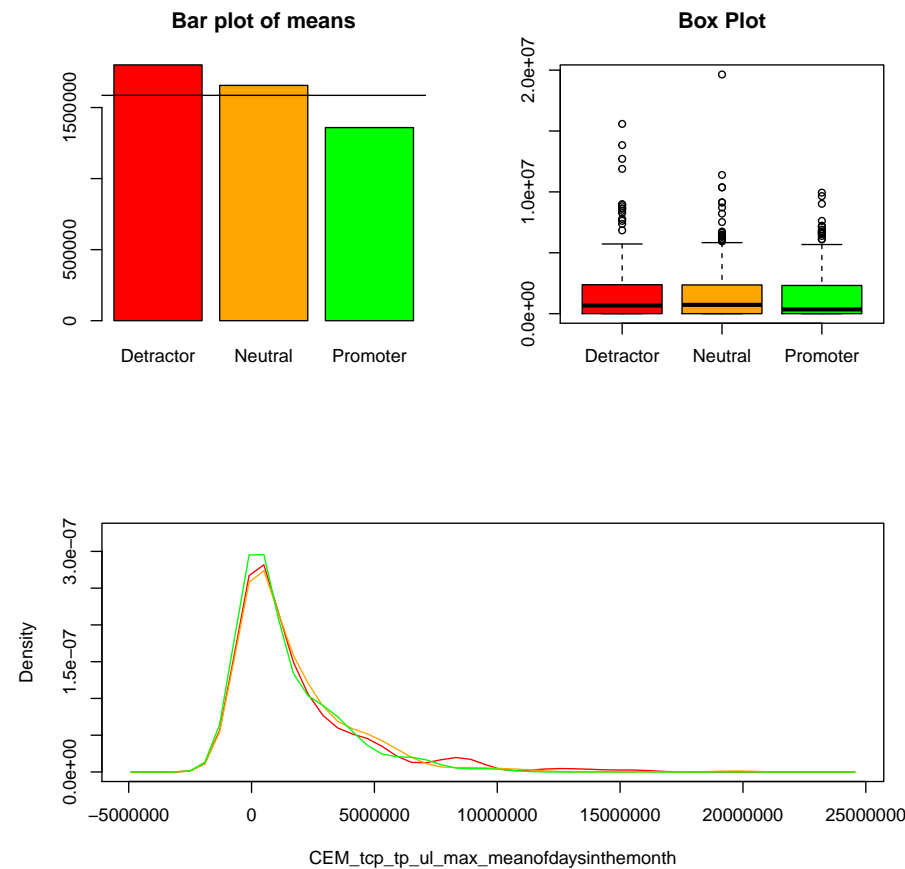 Bar plot of means
1500000
500000
0
Detractor Neutral Promoter
Box Plot
2.0e+07
1.0e+07
0.0e+00
Detractor Neutral Promoter
Density
3.0e-07
1.5e-07
0.0e+00
−5000000 0 5000000 10000000 15000000 20000000 25000000
CEM_tcp_tp_ul_max_meanofdaysinthemonth